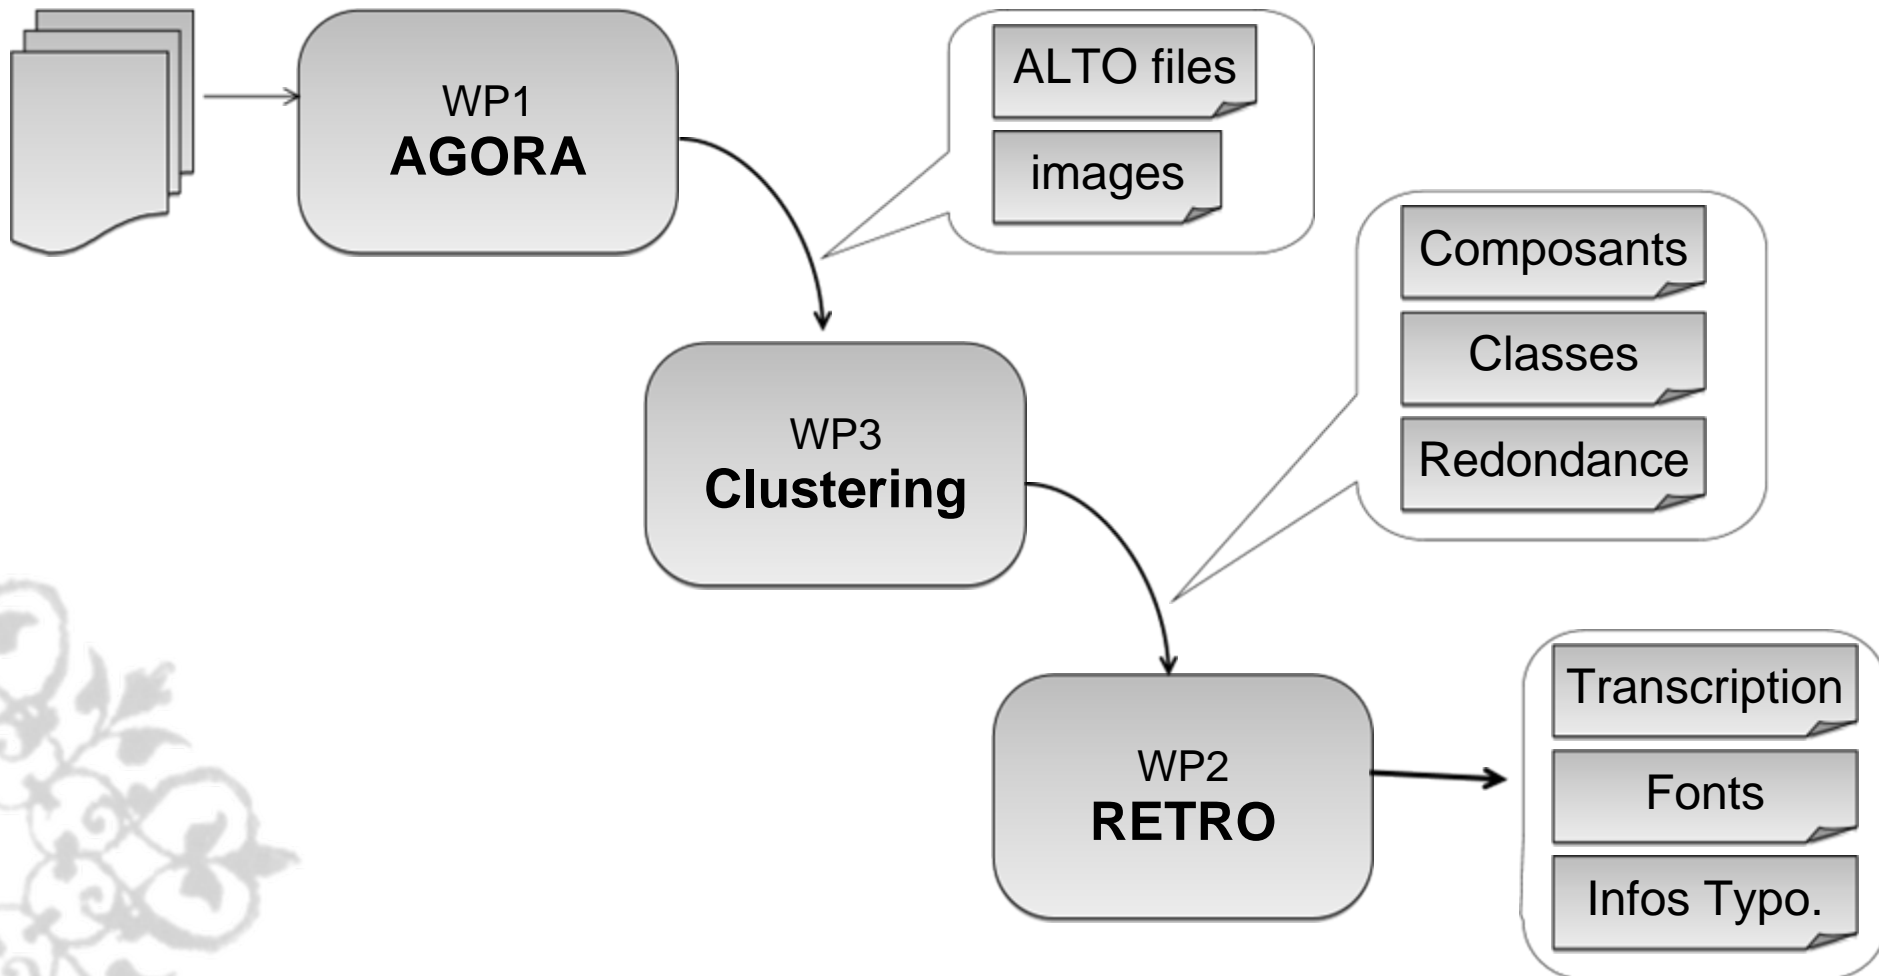 WP1
AGORA
ALTO files
images
WP3
Clustering
Composants
Classes
Redondance
WP2
RETRO
Transcription
Fonts
Infos Typo.